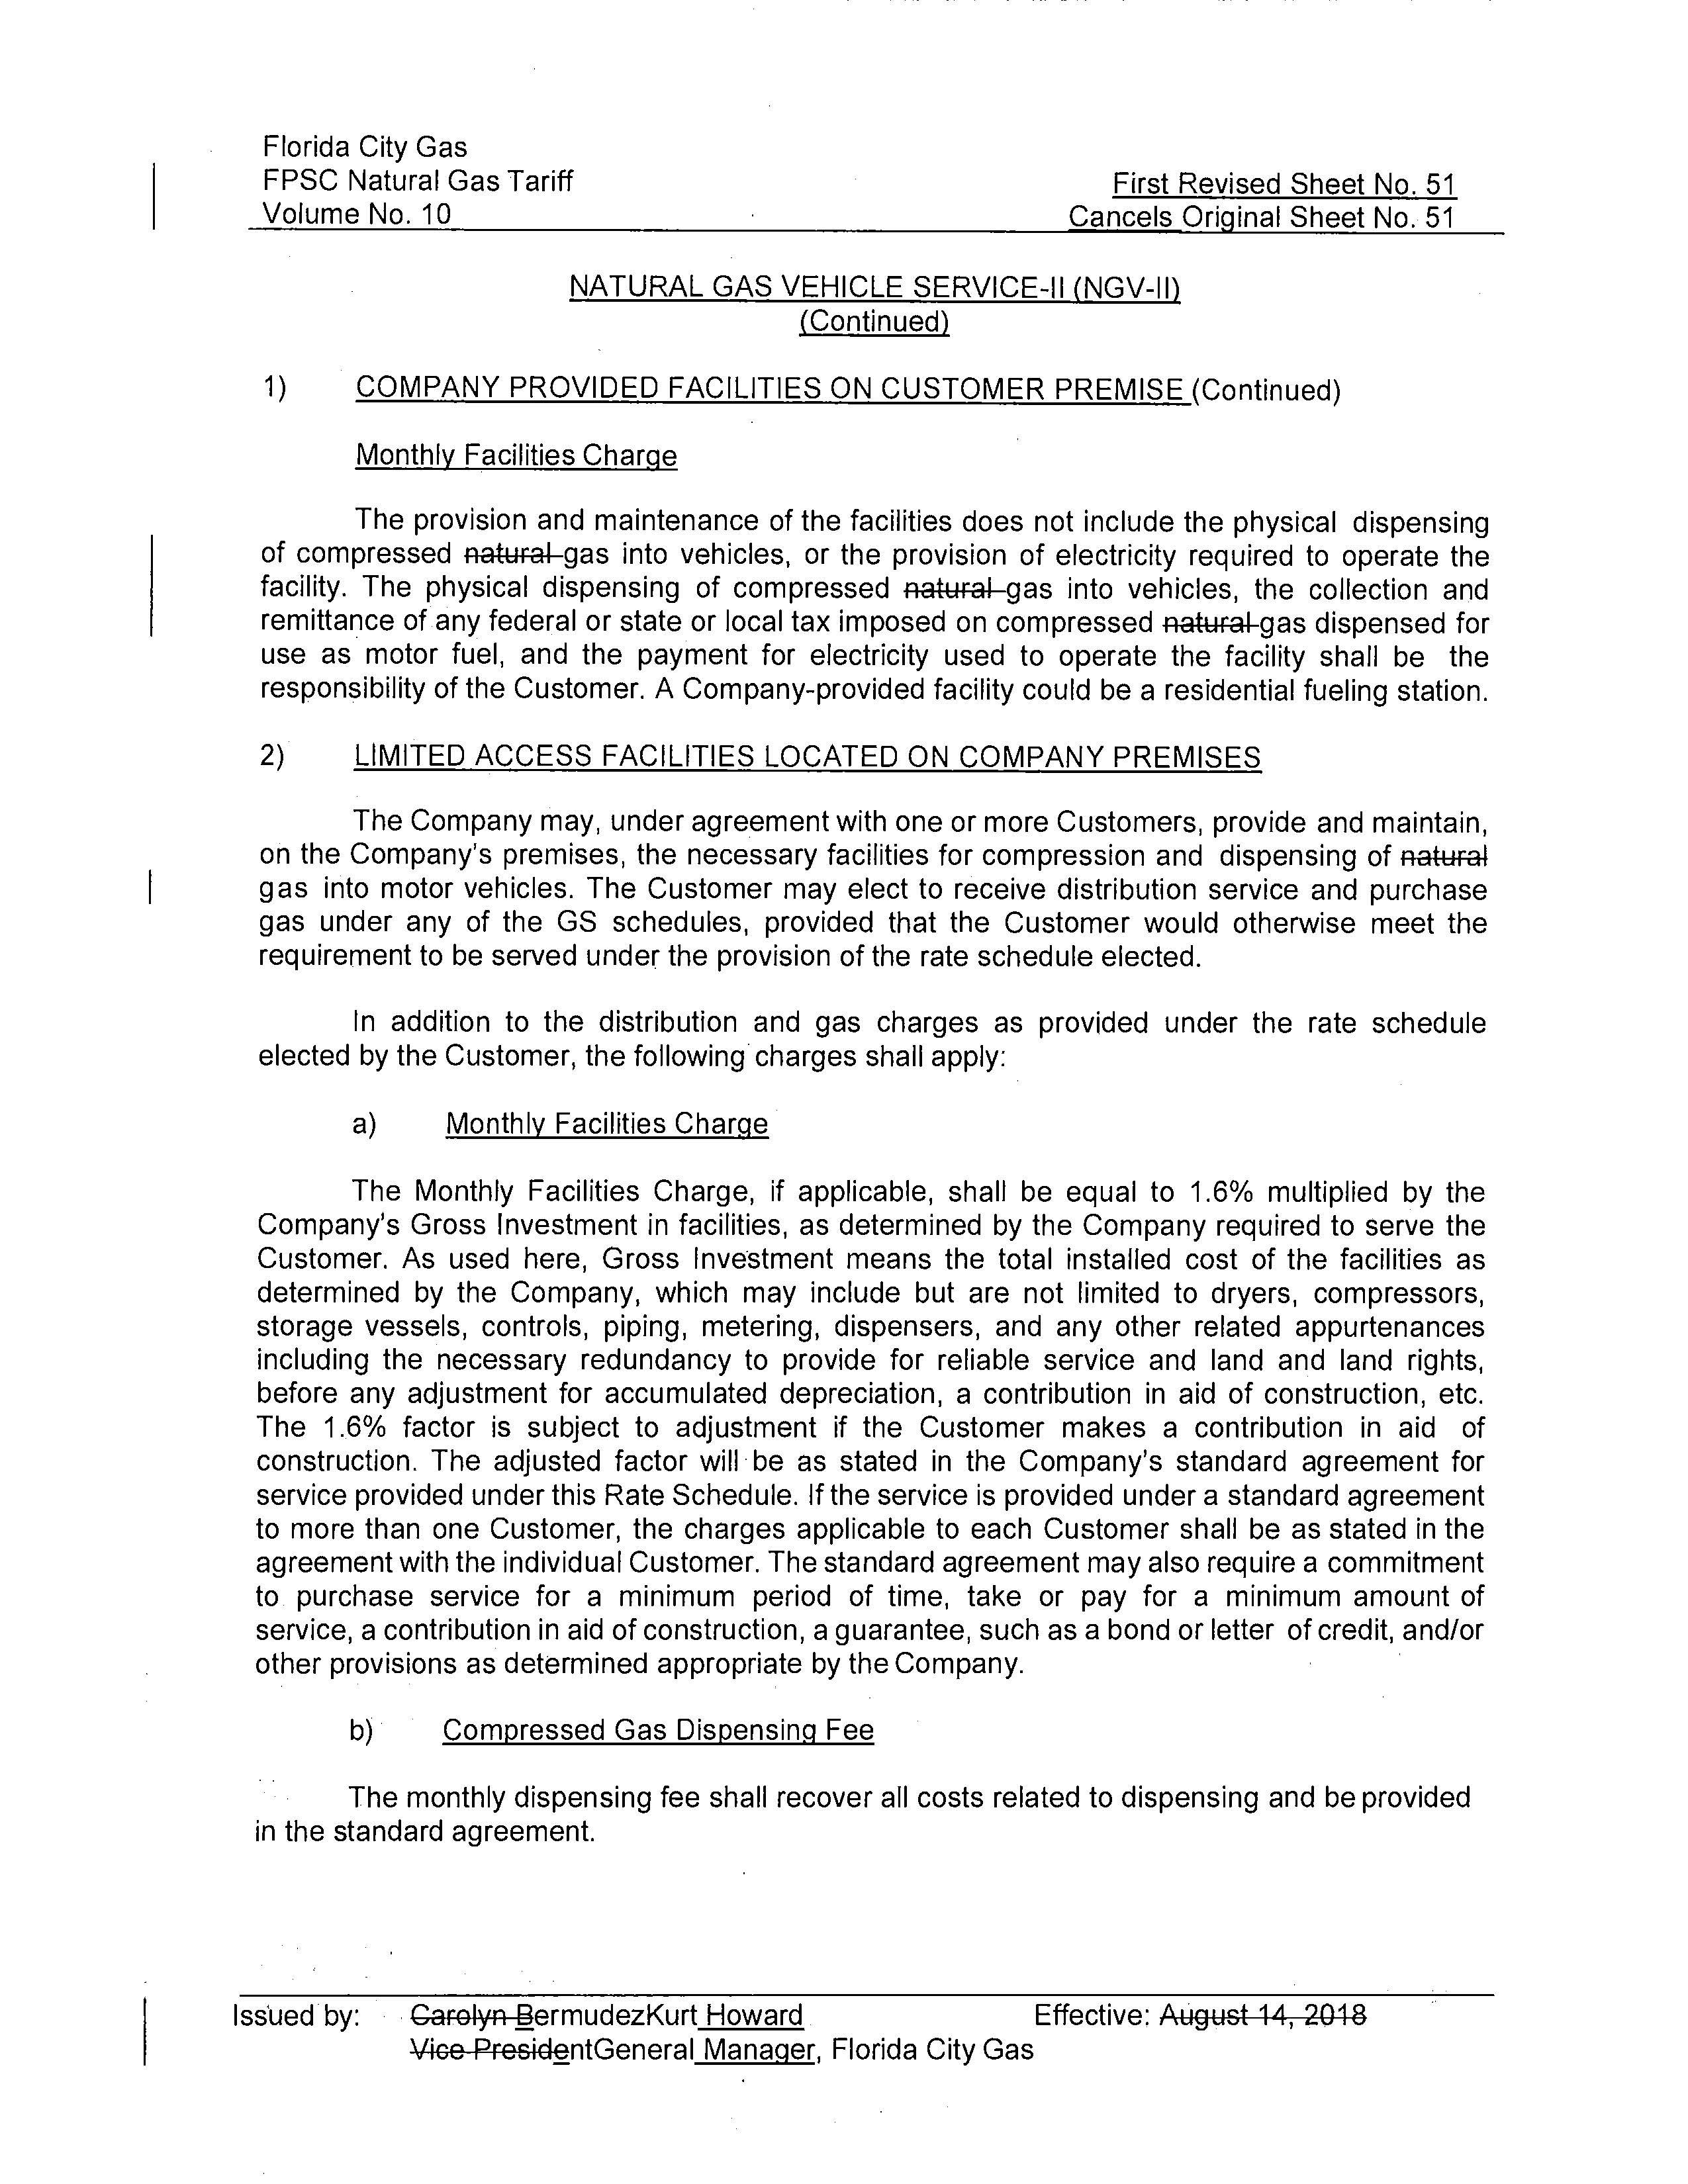 Florida City Gas
FPSC Natural Gas Tariff
First Revised Sheet No. 51
Volume No. 10
Cancels Original Sheet No. 51
NATURAL GAS VEHICLE SERVICE-II (NGV-II)
(Continued)
1) COMPANY PROVIDED FACILITIES ON CUSTOMER PREMISE (Continued)
Monthly Facilities Charge
The provision and maintenance of the facilities does not include the physical dispensing
of compressed natural gas into vehicles, or the provision of electricity required to operate the
facility. The physical dispensing of compressed natural gas into vehicles, the collection and
remittance of any federal or state or local tax imposed on compressed natural gas dispensed for
use as motor fuel, and the payment for electricity used to operate the facility shall be the
responsibility of the Customer. A Company-provided facility could be a residential fueling station.
2) LIMITED ACCESS FACILITIES LOCATED ON COMPANY PREMISES
The Company may, under agreement with one or more Customers, provide and maintain,
on the Company's premises, the necessary facilities for compression and dispensing of natural
gas into motor vehicles. The Customer may elect to receive distribution service and purchase
gas under any of the GS schedules, provided that the Customer would otherwise meet the
requirement to be served under the provision of the rate schedule elected.
In addition to the distribution and gas charges as provided under the rate schedule
elected by the Customer, the following charges shall apply:
a) Monthly Facilities Charge
The Monthly Facilities Charge, if applicable, shall be equal to 1.6% multiplied by the
Company's Gross Investment in facilities, as determined by the Company required to serve the
Customer. As used here, Gross Investment means the total installed cost of the facilities as
determined by the Company, which may include but are not limited to dryers, compressors,
storage vessels, controls, piping, metering, dispensers, and any other related appurtenances
including the necessary redundancy to provide for reliable service and land and land rights,
before any adjustment for accumulated depreciation, a contribution in aid of construction, etc.
The 1.6% factor is subject to adjustment if the Customer makes a contribution in aid of
construction. The adjusted factor will be as stated in the Company's standard agreement for
service provided under this Rate Schedule. If the service is provided under a standard agreement
to more than one Customer, the charges applicable to each Customer shall be as stated in the
agreement with the individual Customer. The standard agreement may also require a commitment
to purchase service for a minimum period of time, take or pay for a minimum amount of
service, a contribution in aid of construction, a guarantee, such as a bond or letter of credit, and/or
other provisions as determined appropriate by the Company.
b) Compressed Gas Dispensing Fee
The monthly dispensing fee shall recover all costs related to dispensing and be provided
in the standard agreement.
Issued by: Carolyn BermudezKurt Howard Effective: August 14, 2018
Vice PresidentGeneral Manager, Florida City Gas